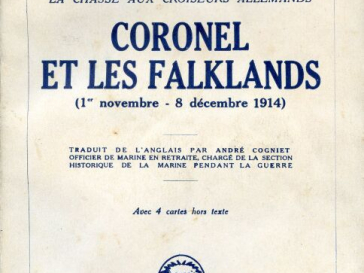 LA CHASSE AUX CROISEURS ALLEMANDS
CORONEL
ET LES FALKLANDS
(1er novembre - 8 décembre 1914)
TRADUIT DE L'ANGLAIS PAR ANDRÉ COGNIET
OFFICIER DE MARINE EN RETRAITE, CHARGÉ DE LA SECTION
HISTORIQUE DE LA MARINE PENDANT LA GUERRE
Avec 4 cartes hors texte